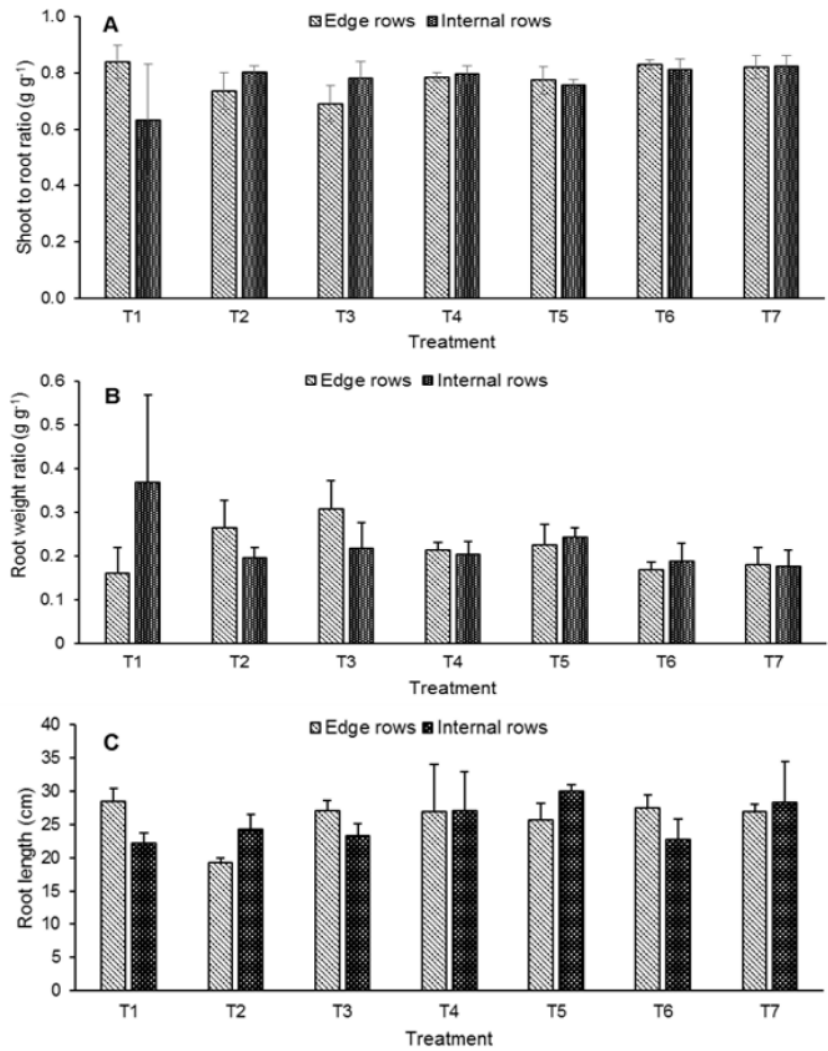 A
Edge rows Internal rows
Shoot to root ratio (g g⁻¹)
1.0
0.8
0.6
0.4
0.2
0.0
T1 T2 T3 T4 T5 T6 T7
Treatment
B
Edge rows Internal rows
Root weight ratio (g g⁻¹)
0.6
0.5
0.4
0.3
0.2
0.1
0
T1 T2 T3 T4 T5 T6 T7
Treatment
C
Edge rows Internal rows
Root length (cm)
40
35
30
25
20
15
10
5
0
T1 T2 T3 T4 T5 T6 T7
Treatment